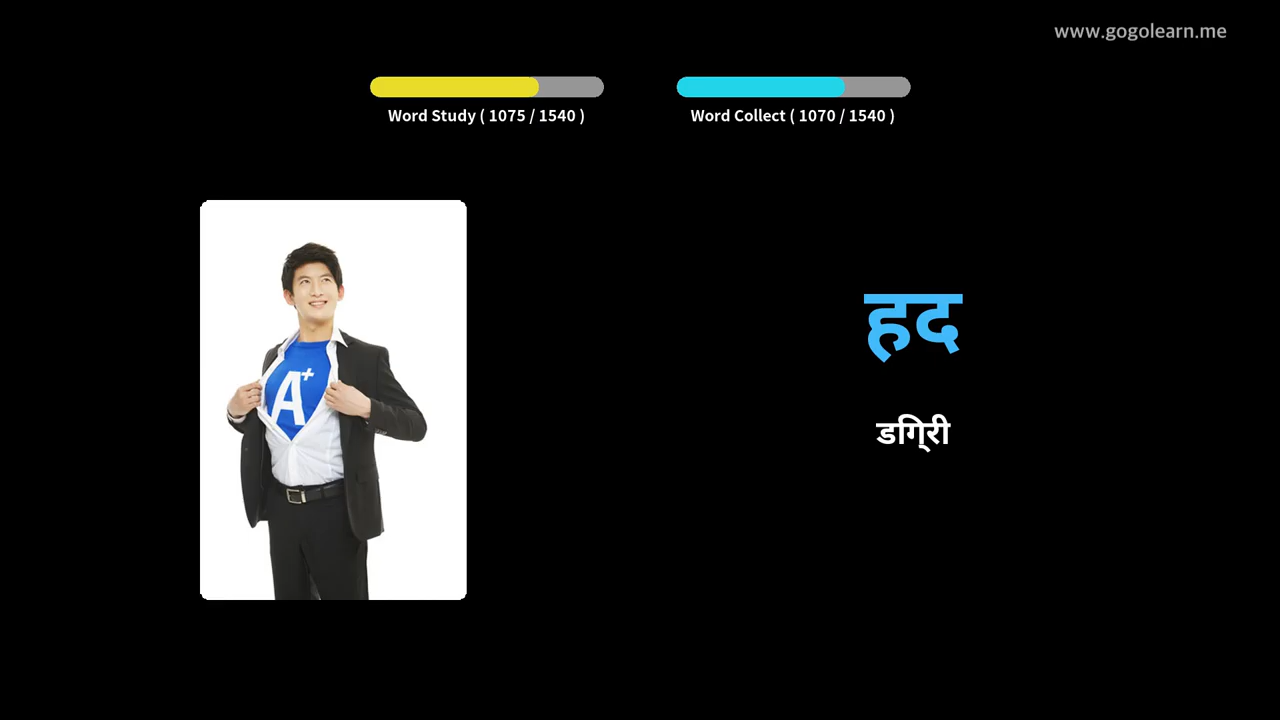 www.gogolearn.me
Word Study ( 1075 / 1540 )
Word Collect ( 1070 / 1540 )
A+
हद
डिग्री